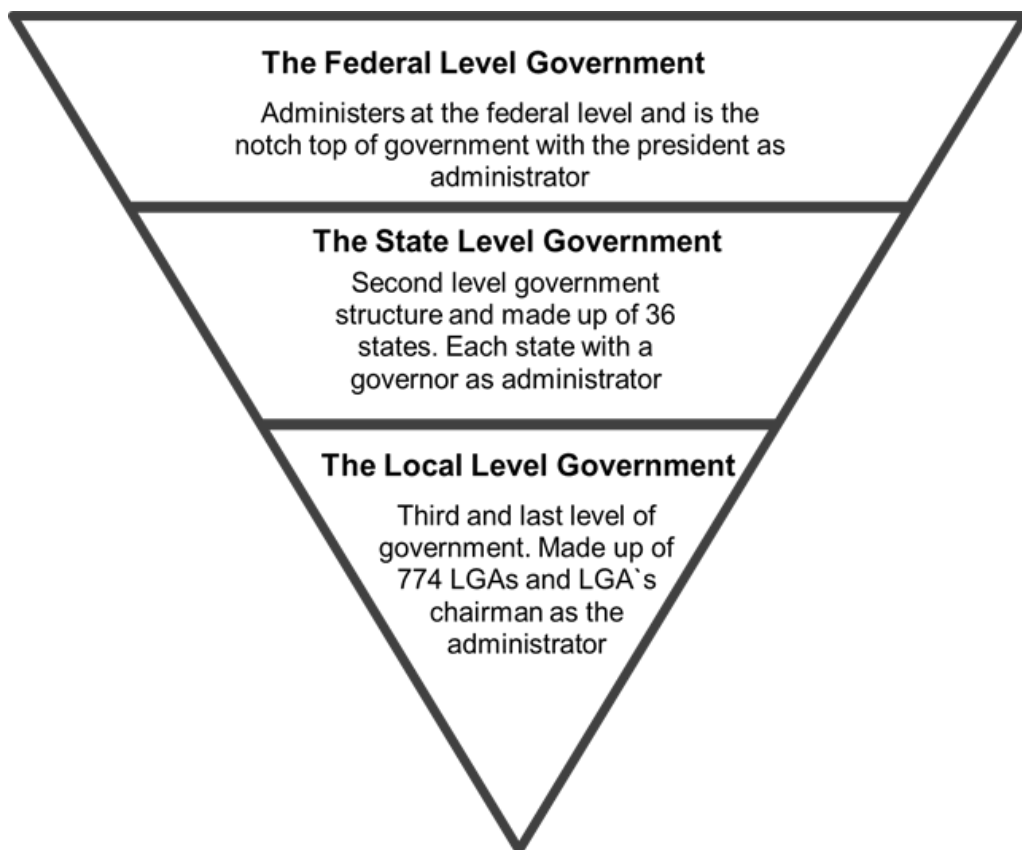 The Federal Level Government
Administers at the federal level and is the
notch top of government with the president as
administrator
The State Level Government
Second level government
structure and made up of 36
states. Each state with a
governor as administrator
The Local Level Government
Third and last level of
government. Made up of
774 LGAs and LGA`s
chairman as the
administrator